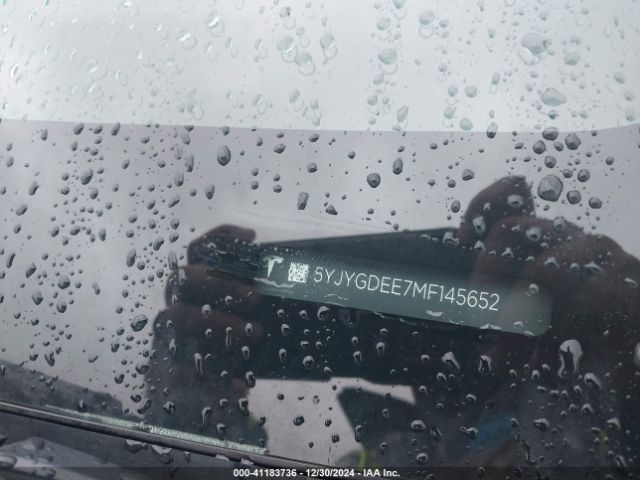 5YJYGDEE7MF145652
000-41183736 - 12/30/2024 - IAA Inc.